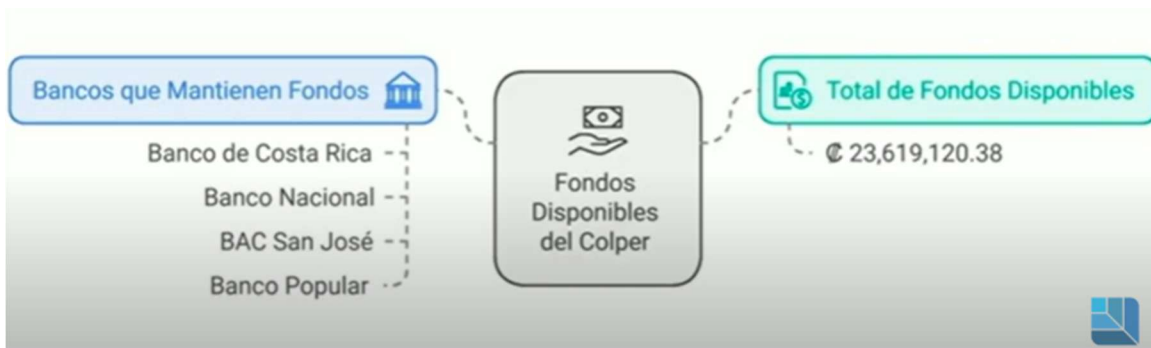 Bancos que Mantienen Fondos
Banco de Costa Rica
Banco Nacional
BAC San José
Banco Popular
Fondos
Disponibles
del Colper
Total de Fondos Disponibles
₡ 23,619,120.38